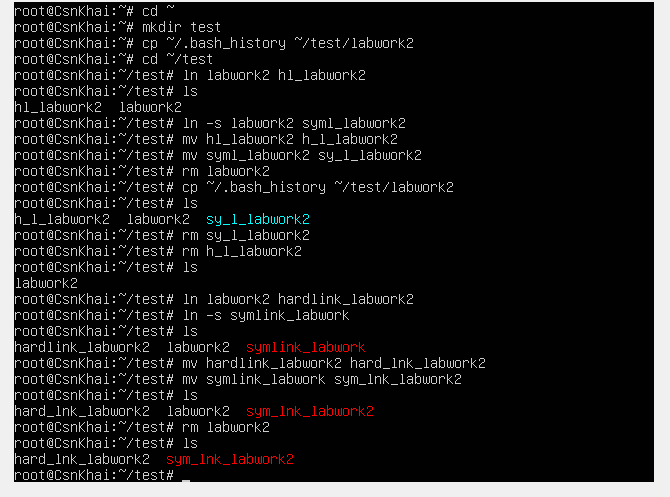 root@CsnKhai:~# cd ~
root@CsnKhai:~# mkdir test
root@CsnKhai:~# cp ~/.bash_history ~/test/labwork2
root@CsnKhai:~# cd ~/test
root@CsnKhai:~/test# ln labwork2 hl_labwork2
root@CsnKhai:~/test# ls
hl_labwork2  labwork2
root@CsnKhai:~/test# ln -s labwork2 syml_labwork2
root@CsnKhai:~/test# mv hl_labwork2 h_l_labwork2
root@CsnKhai:~/test# mv syml_labwork2 sy_l_labwork2
root@CsnKhai:~/test# rm labwork2
root@CsnKhai:~/test# cp ~/.bash_history ~/test/labwork2
root@CsnKhai:~/test# ls
h_l_labwork2  labwork2  sy_l_labwork2
root@CsnKhai:~/test# rm sy_l_labwork2
root@CsnKhai:~/test# rm h_l_labwork2
root@CsnKhai:~/test# ls
labwork2
root@CsnKhai:~/test# ln labwork2 hardlink_labwork2
root@CsnKhai:~/test# ln -s symlink_labwork
root@CsnKhai:~/test# ls
hardlink_labwork2  labwork2  symlink_labwork
root@CsnKhai:~/test# mv hardlink_labwork2 hard_lnk_labwork2
root@CsnKhai:~/test# mv symlink_labwork sym_lnk_labwork2
root@CsnKhai:~/test# ls
hard_lnk_labwork2  labwork2  sym_lnk_labwork2
root@CsnKhai:~/test# rm labwork2
root@CsnKhai:~/test# ls
hard_lnk_labwork2  sym_lnk_labwork2
root@CsnKhai:~/test# _